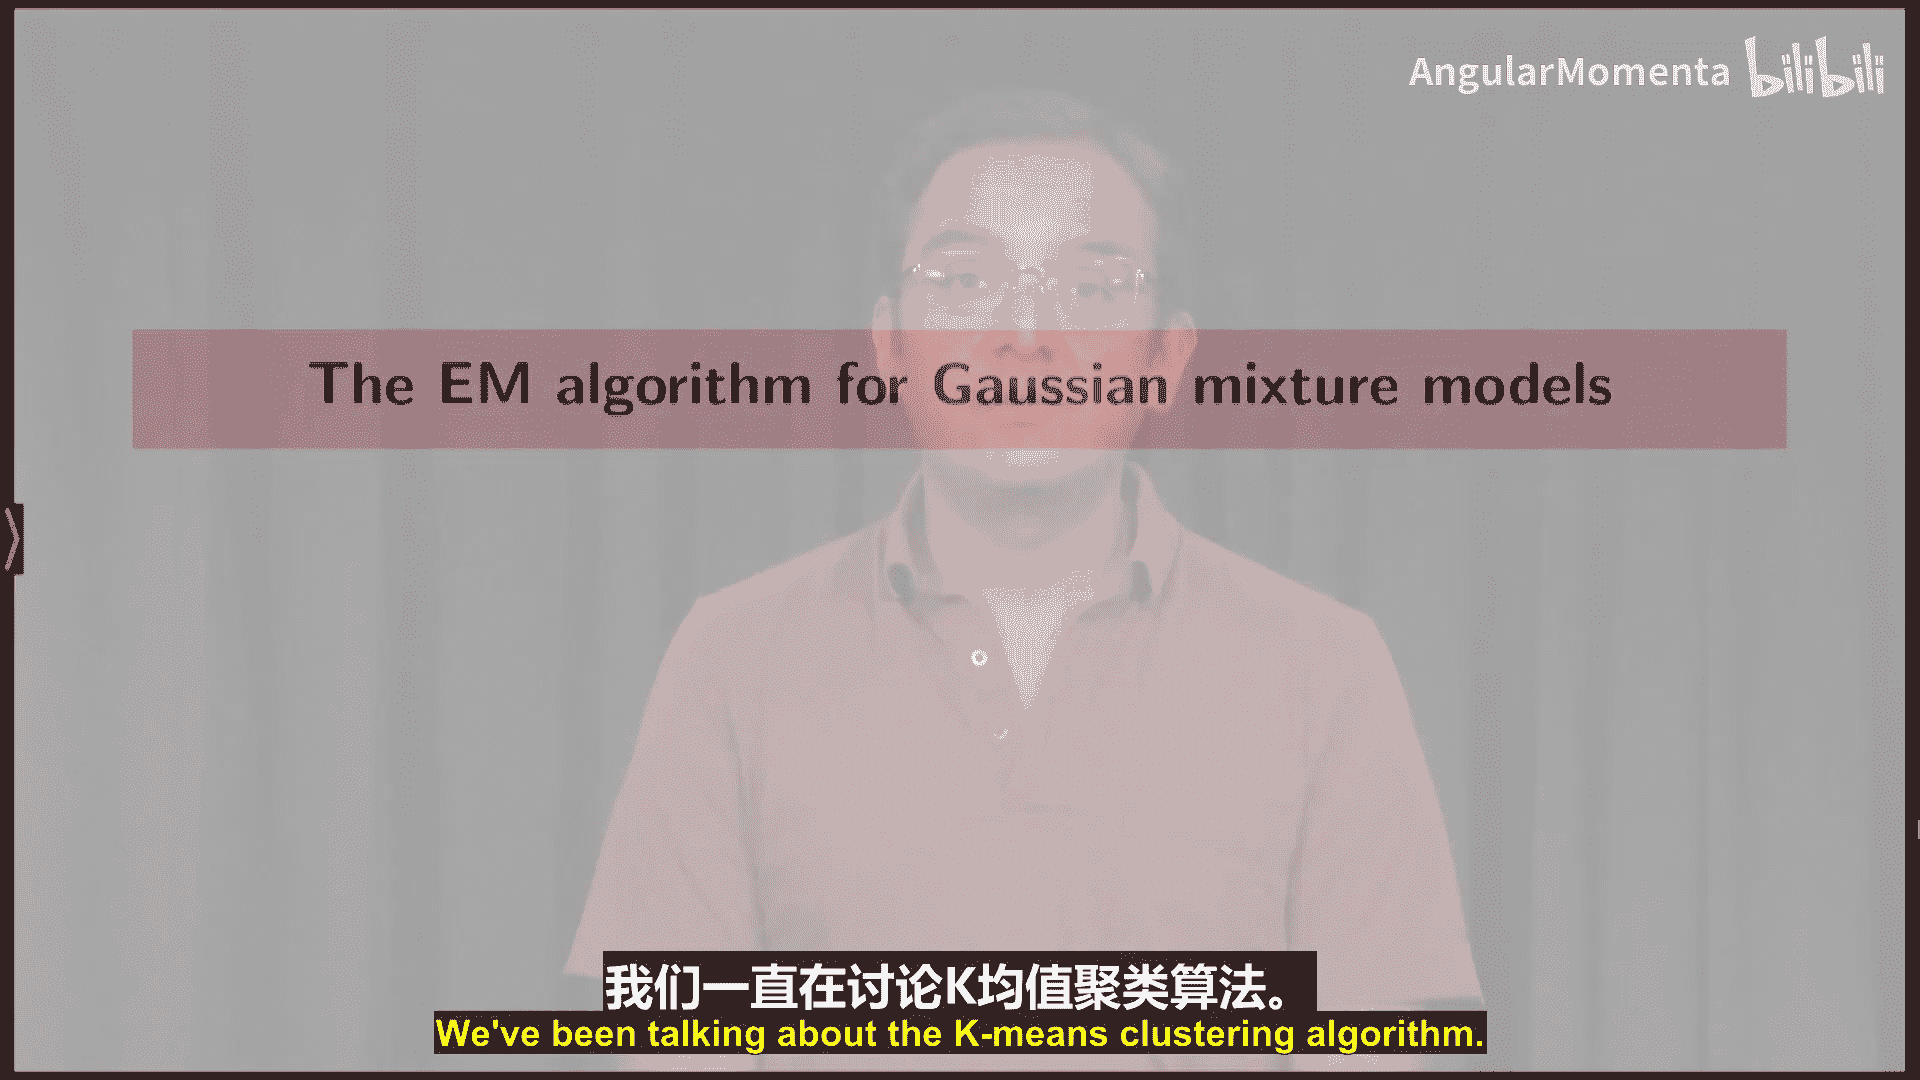 AngularMomenta bilibili
The EM algorithm for Gaussian mixture models
我们一直在讨论K均值聚类算法。
We've been talking about the K-means clustering algorithm.